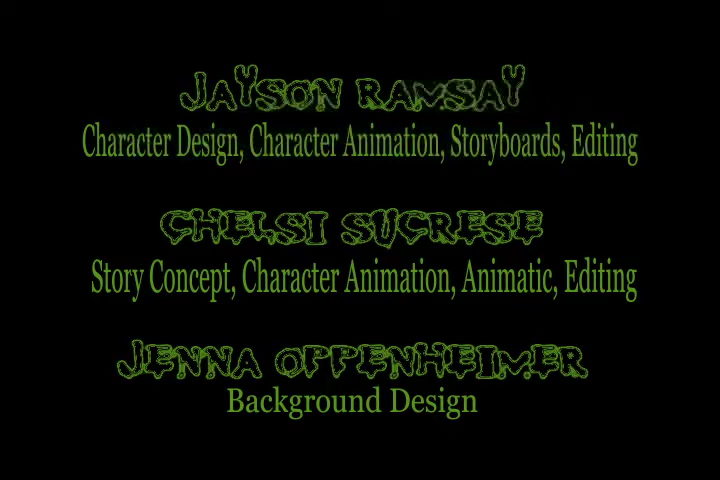 JAYSON RAMSAY
Character Design, Character Animation, Storyboards, Editing
CHELSI SUCRESE
Story Concept, Character Animation, Animatic, Editing
JENNA OPPENHEIMER
Background Design